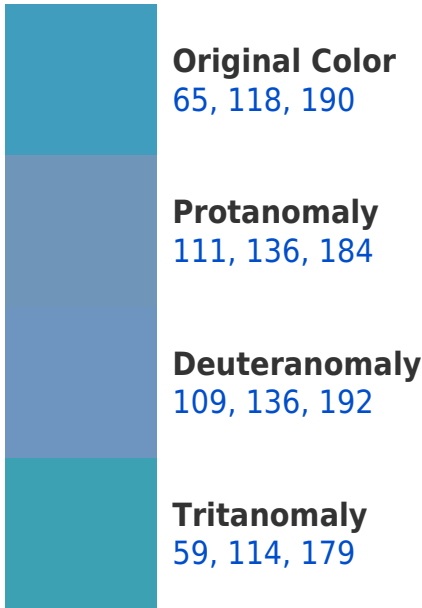 Original Color
65, 118, 190
Protanomaly
111, 136, 184
Deuteranomaly
109, 136, 192
Tritanomaly
59, 114, 179